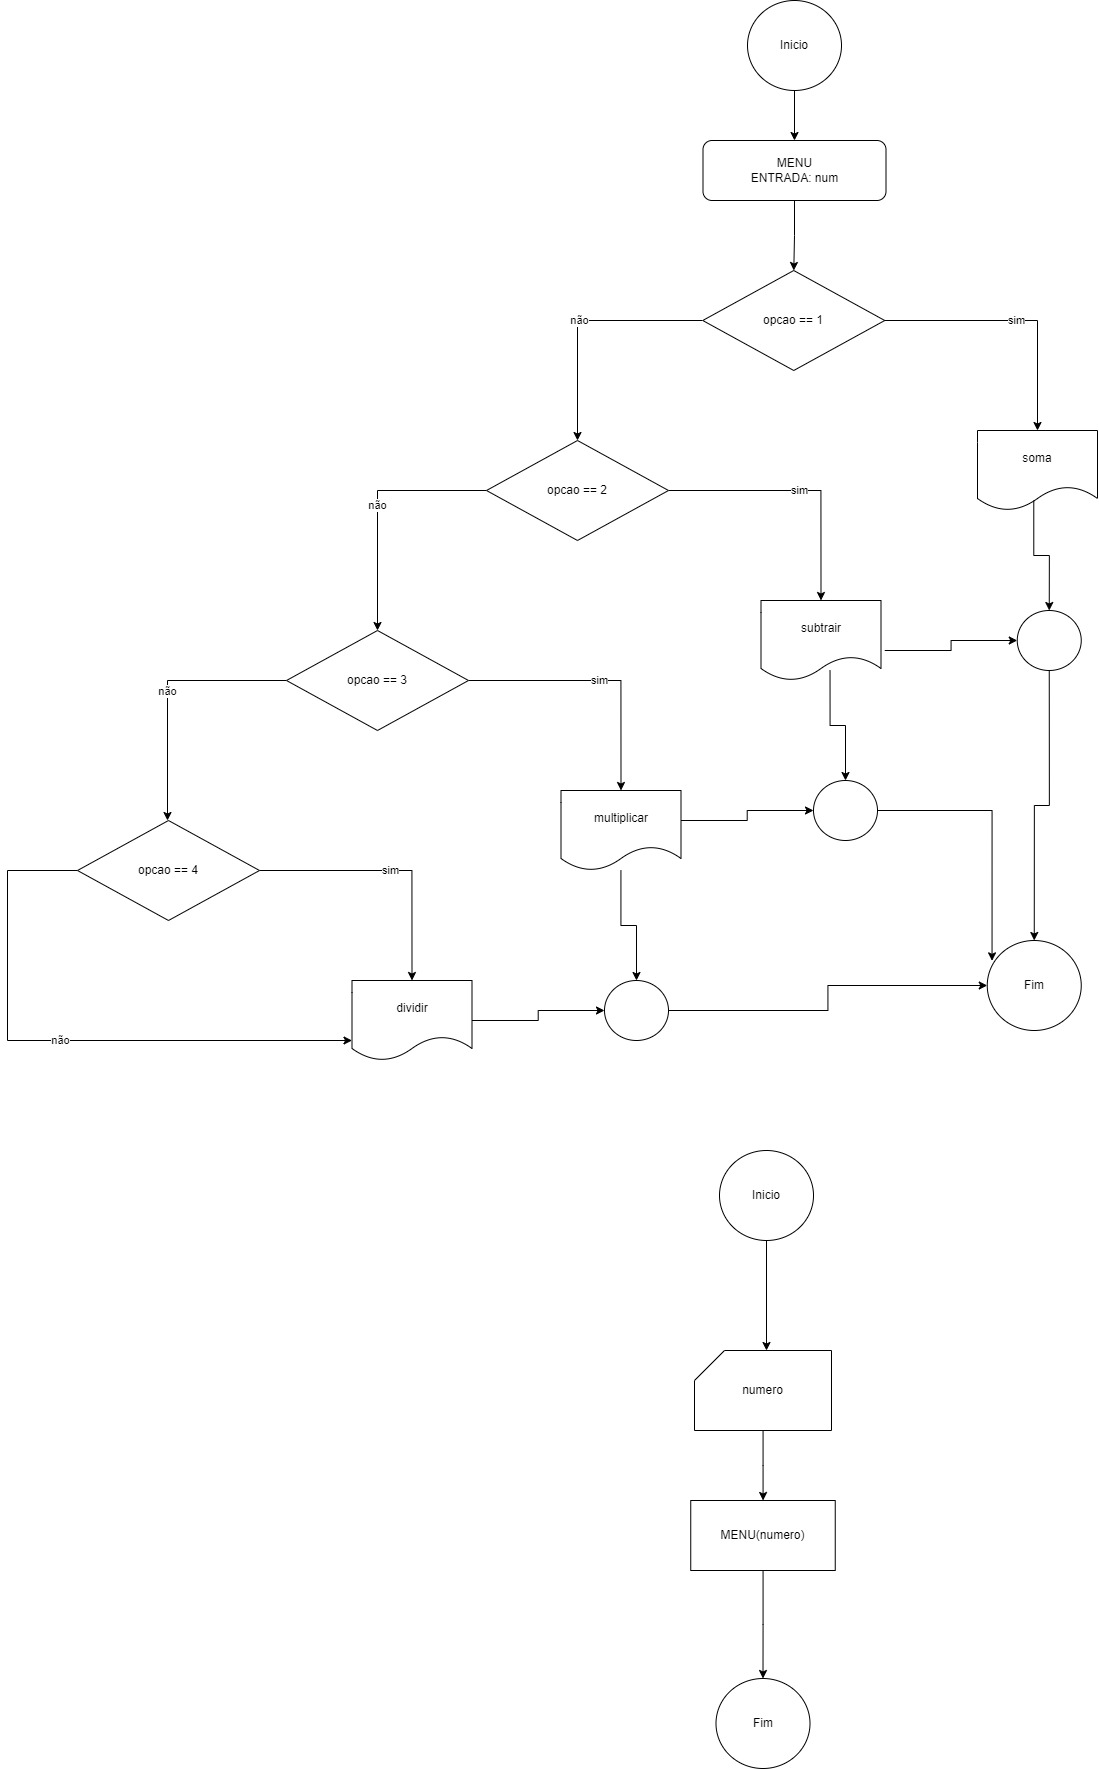 Inicio
MENU
ENTRADA: num
opcao == 1
não
sim
soma
opcao == 2
não
sim
subtrair
opcao == 3
não
sim
multiplicar
opcao == 4
sim
não
dividir
Fim
Inicio
numero
MENU(numero)
Fim